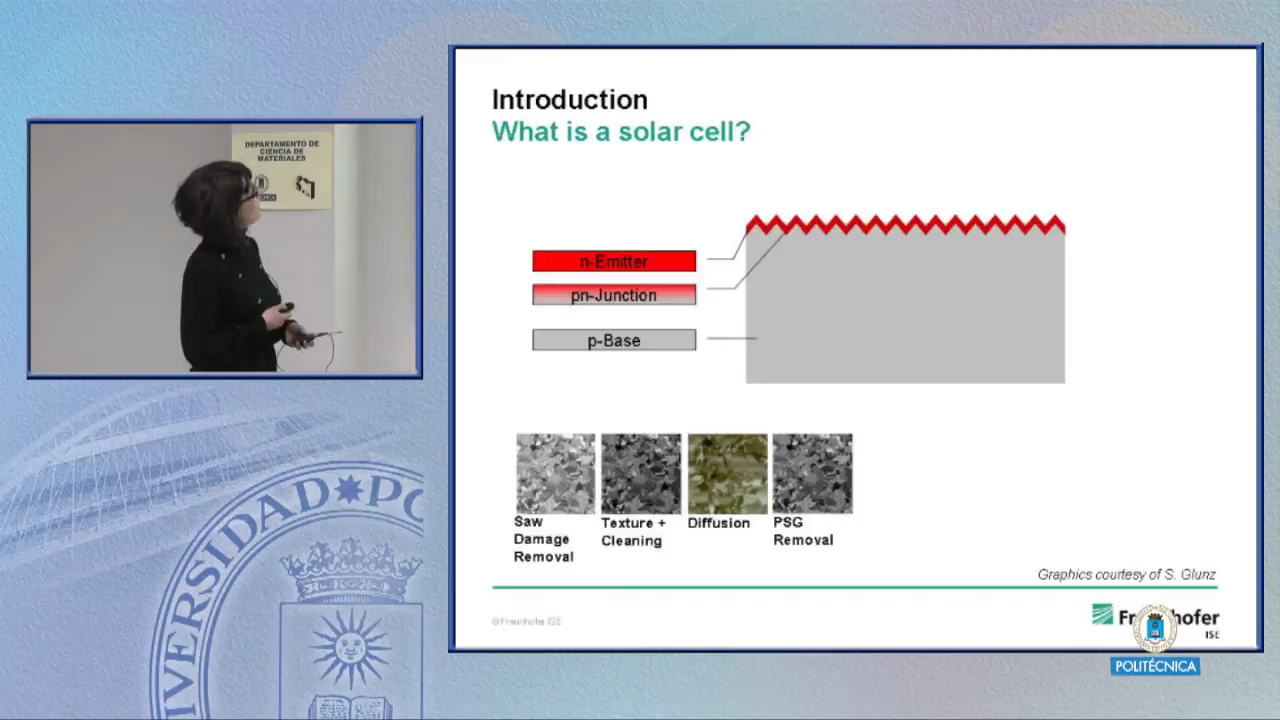 Introduction
What is a solar cell?
DEPARTAMENTO DE
CIENCIA DE
MATERIALES
n-Emitter
pn-Junction
p-Base
Saw
Damage
Removal
Texture +
Cleaning
Diffusion
PSG
Removal
Graphics courtesy of S. Glunz
© Fraunhofer ISE
ISE
POLITÉCNICA